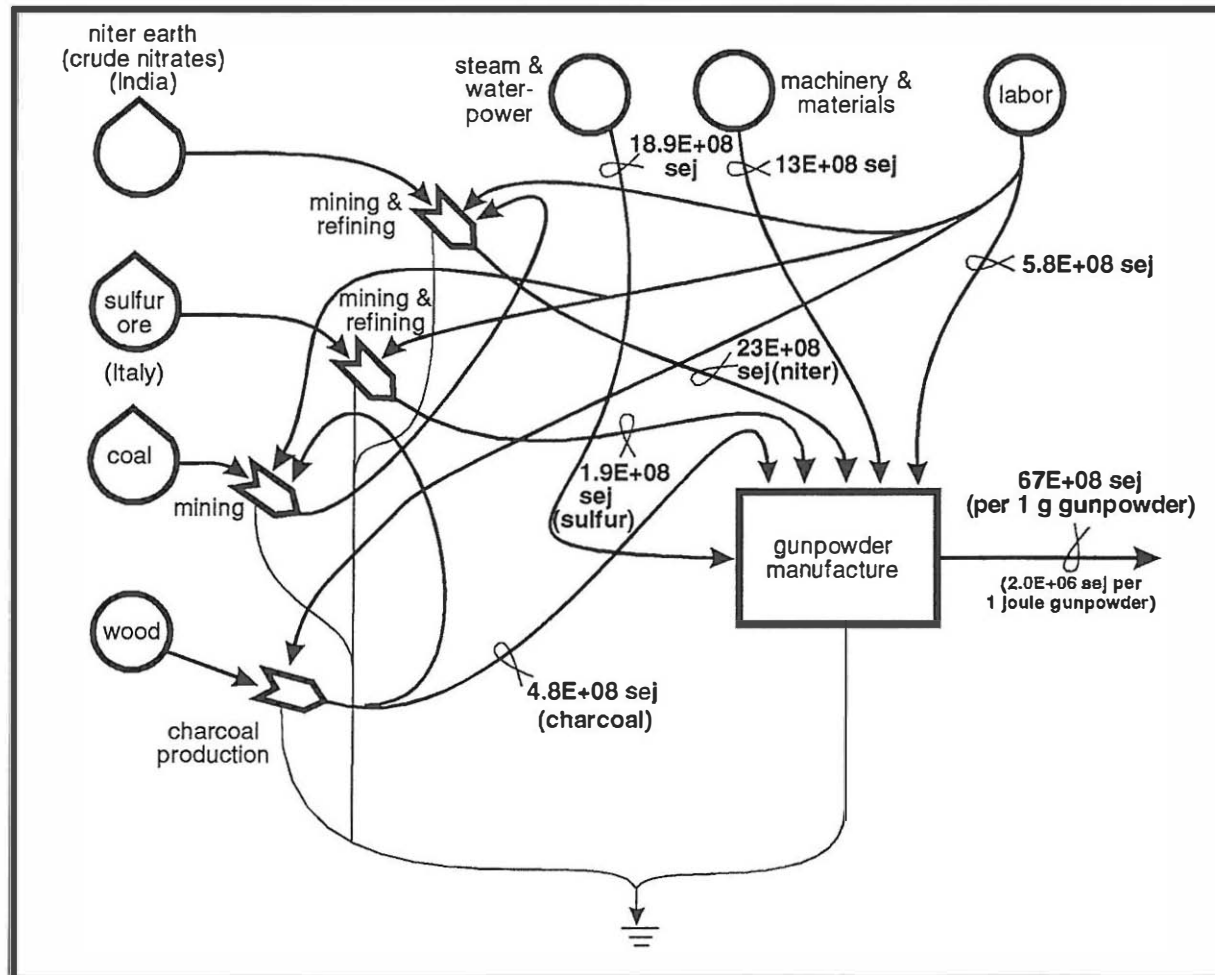 niter earth
(crude nitrates)
(India)
steam &
water-
power
machinery &
materials
labor
18.9E+08
sej
13E+08 sej
mining &
refining
5.8E+08 sej
sulfur
ore
(Italy)
mining &
refining
23E+08
sej(niter)
coal
mining
1.9E+08
sej
(sulfur)
67E+08 sej
(per 1 g gunpowder)
gunpowder
manufacture
(2.0E+06 sej per
1 joule gunpowder)
wood
4.8E+08 sej
(charcoal)
charcoal
production